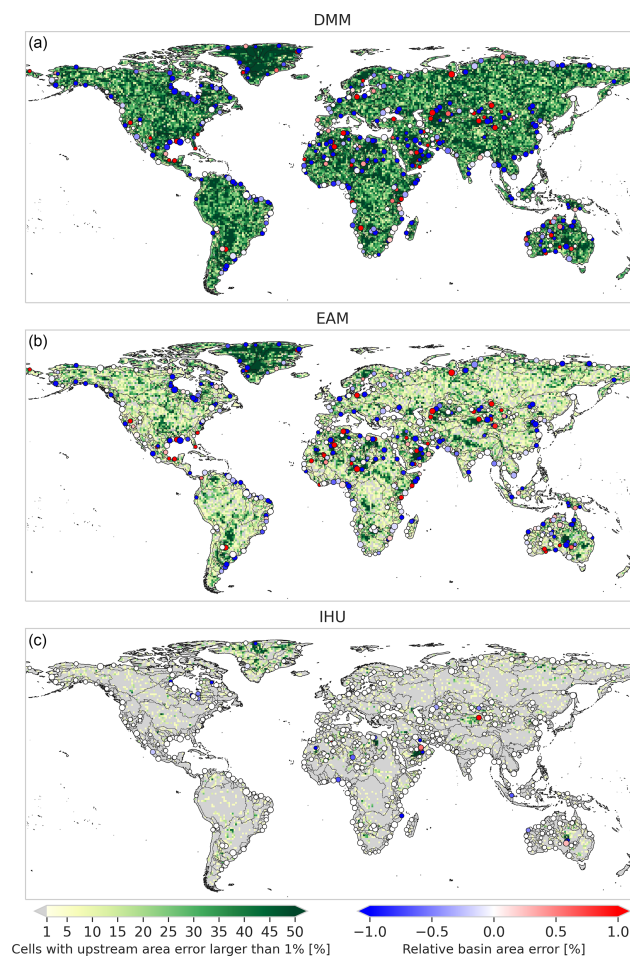 DMM
(a)
EAM
(b)
IHU
(c)
1 5 10 15 20 25 30 35 40 45 50
Cells with upstream area error larger than 1% [%]
−1.0 −0.5 0.0 0.5 1.0
Relative basin area error [%]